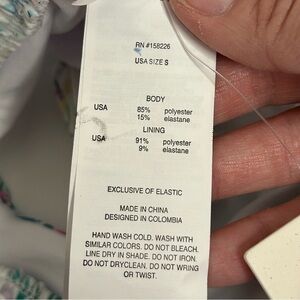 RN #158226
USA SIZE S
BODY
USA 85% polyester
15% elastane
LINING
USA 91% polyester
9% elastane
EXCLUSIVE OF ELASTIC
MADE IN CHINA
DESIGNED IN COLOMBIA
HAND WASH COLD. WASH WITH
SIMILAR COLORS. DO NOT BLEACH.
LINE DRY IN SHADE. DO NOT IRON.
DO NOT DRYCLEAN. DO NOT WRING
OR TWIST.